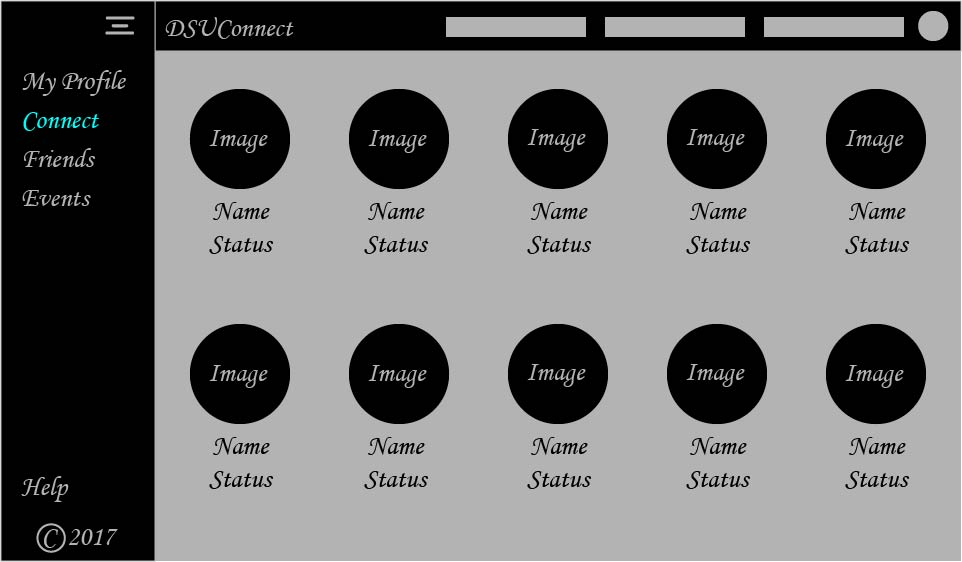 DSUConnect
My Profile
Connect
Friends
Events
Help
© 2017
Image Image Image Image Image
Name Name Name Name Name
Status Status Status Status Status
Image Image Image Image Image
Name Name Name Name Name
Status Status Status Status Status